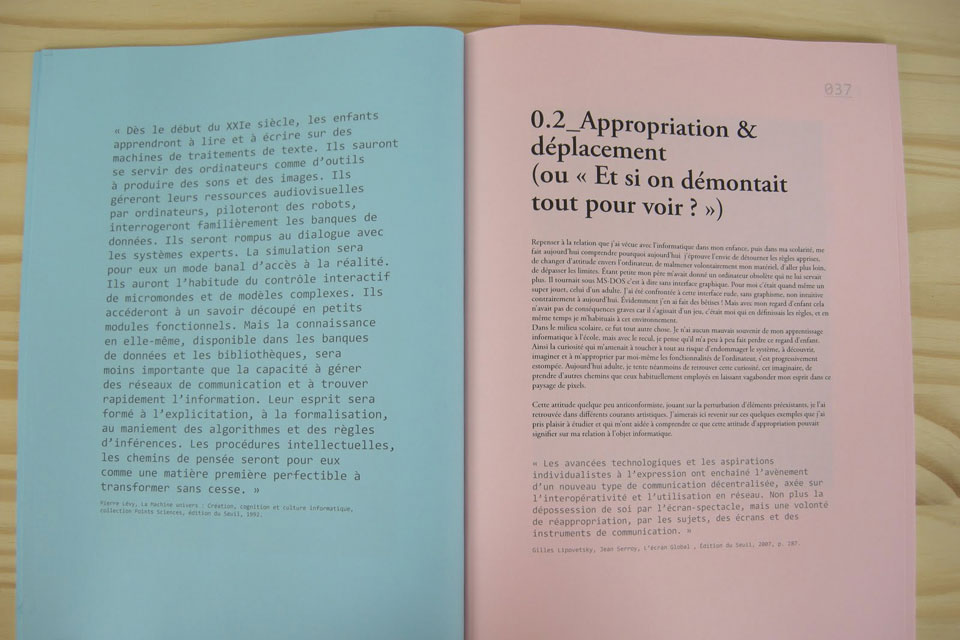 « Dès le début du XXIe siècle, les enfants
apprendront à lire et à écrire sur des
machines de traitements de texte. Ils sauront
se servir des ordinateurs comme d'outils
à produire des sons et des images. Ils
géreront leurs ressources audiovisuelles
par ordinateurs, piloteront des robots,
interrogeront familièrement les banques de
données. Ils seront rompus au dialogue avec
les systèmes experts. La simulation sera
pour eux un mode banal d'accès à la réalité.
Ils auront l'habitude du contrôle interactif
de micromondes et de modèles complexes. Ils
accéderont à un savoir découpé en petits
modules fonctionnels. Mais la connaissance
en elle-même, disponible dans les banques
de données et les bibliothèques, sera
moins importante que la capacité à gérer
des réseaux de communication et à trouver
rapidement l'information. Leur esprit sera
formé à l'explicitation, à la formalisation,
au maniement des algorithmes et des règles
d'inférences. Les procédures intellectuelles,
les chemins de pensée seront pour eux
comme une matière première perfectible à
transformer sans cesse. »
Pierre Lévy, La Machine univers : Création, cognition et culture informatique,
collection Points Sciences, édition du Seuil, 1992.
037
0.2_Appropriation &
déplacement
(ou « Et si on démontait
tout pour voir ? »)
Repenser à la relation que j'ai vécue avec l'informatique dans mon enfance, puis dans ma scolarité, me
fait aujourd'hui comprendre pourquoi aujourd'hui j'éprouve l'envie de détourner les règles apprises,
de changer d'attitude envers l'ordinateur, de malmener volontairement mon matériel, d'aller plus loin,
de dépasser les limites. Étant petite mon père m'avait donné un ordinateur obsolète qui ne lui servait
plus. Il tournait sous MS-DOS c'est à dire sans interface graphique. Pour moi c'était quand même un
super jouet, celui d'un adulte. J'ai été confrontée à cette interface rude, sans graphisme, non intuitive
contrairement à aujourd'hui. Évidemment j'en ai fait des bêtises ! Mais avec mon regard d'enfant cela
n'avait pas de conséquences graves car il s'agissait d'un jeu, c'était moi qui en définissais les règles, et en
même temps je m'habituais à cet environnement.
Dans le milieu scolaire, ce fut tout autre chose. Je n'ai aucun mauvais souvenir de mon apprentissage
informatique à l'école, mais avec le recul, je pense qu'il m'a peu à peu fait perdre ce regard d'enfant.
Ainsi la curiosité qui m'amenait à toucher à tout au risque d'endommager le système, à découvrir,
imaginer et à m'approprier par moi-même les fonctionnalités de l'ordinateur, s'est progressivement
estompée. Aujourd'hui adulte, je tente néanmoins de retrouver cette curiosité, cet imaginaire, de
prendre d'autres chemins que ceux habituellement employés en laissant vagabonder mon esprit dans ce
paysage de pixels.
Cette attitude quelque peu anticonformiste, jouant sur la perturbation d'éléments préexistants, je l'ai
retrouvée dans différents courants artistiques. J'aimerais ici revenir sur ces quelques exemples que j'ai
pris plaisir à étudier et qui m'ont aidée à comprendre ce que cette attitude d'appropriation pouvait
signifier sur ma relation à l'objet informatique.
« Les avancées technologiques et les aspirations
individualistes à l'expression ont enchaîné l'avènement
d'un nouveau type de communication décentralisée, axée sur
l'interopérativité et l'utilisation en réseau. Non plus la
dépossession de soi par l'écran-spectacle, mais une volonté
de réappropriation, par les sujets, des écrans et des
instruments de communication. »
Gilles Lipovetsky, Jean Serroy, L'écran Global , Édition du Seuil, 2007, p. 287.